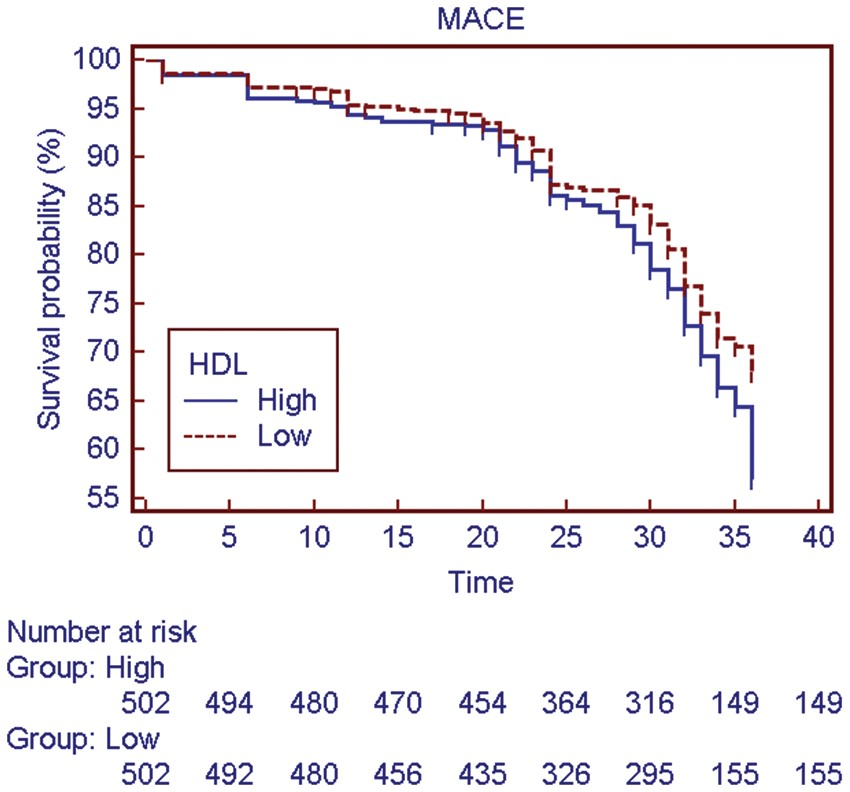 MACE
Survival probability (%)
100
95
90
85
80
75
70
65
60
55
HDL
High
Low
0 5 10 15 20 25 30 35 40
Time
Number at risk
Group: High
502 494 480 470 454 364 316 149 149
Group: Low
502 492 480 456 435 326 295 155 155